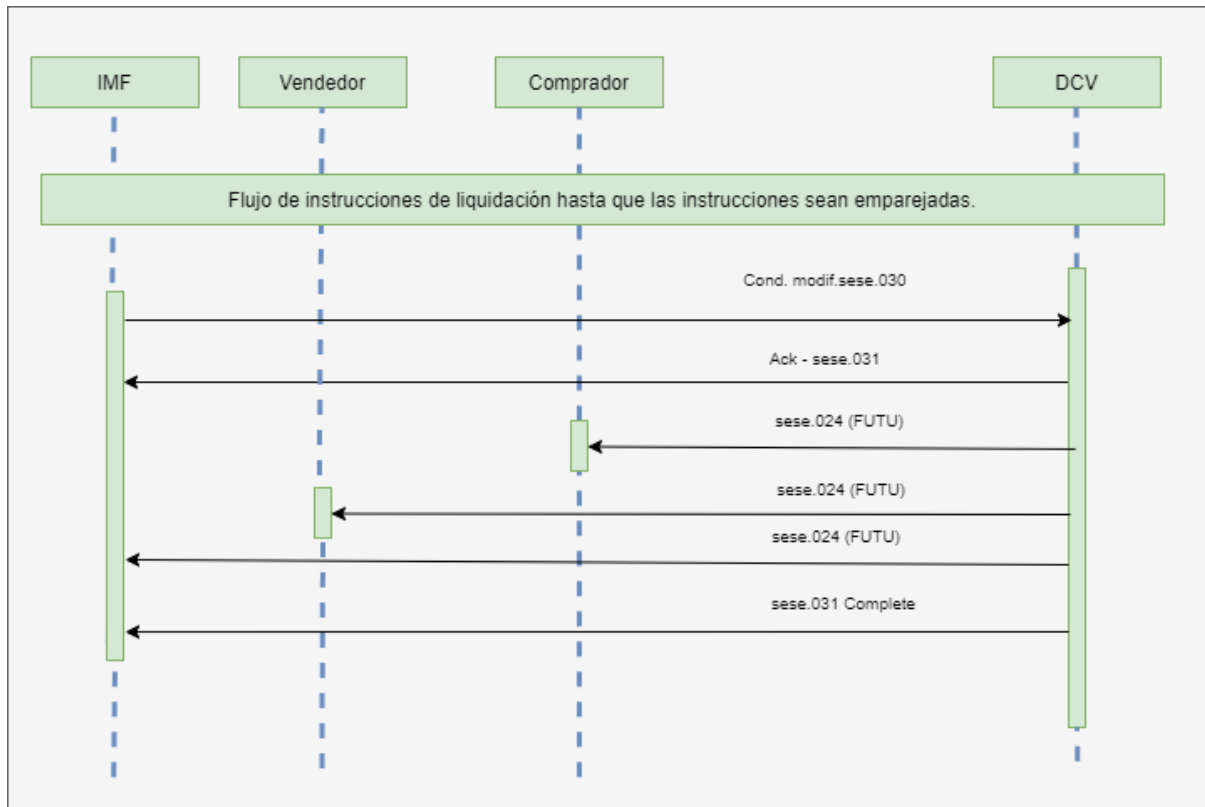 IMF
Vendedor
Comprador
DCV
Flujo de instrucciones de liquidación hasta que las instrucciones sean emparejadas.
Cond. modif.sese.030
Ack - sese.031
sese.024 (FUTU)
sese.024 (FUTU)
sese.024 (FUTU)
sese.031 Complete